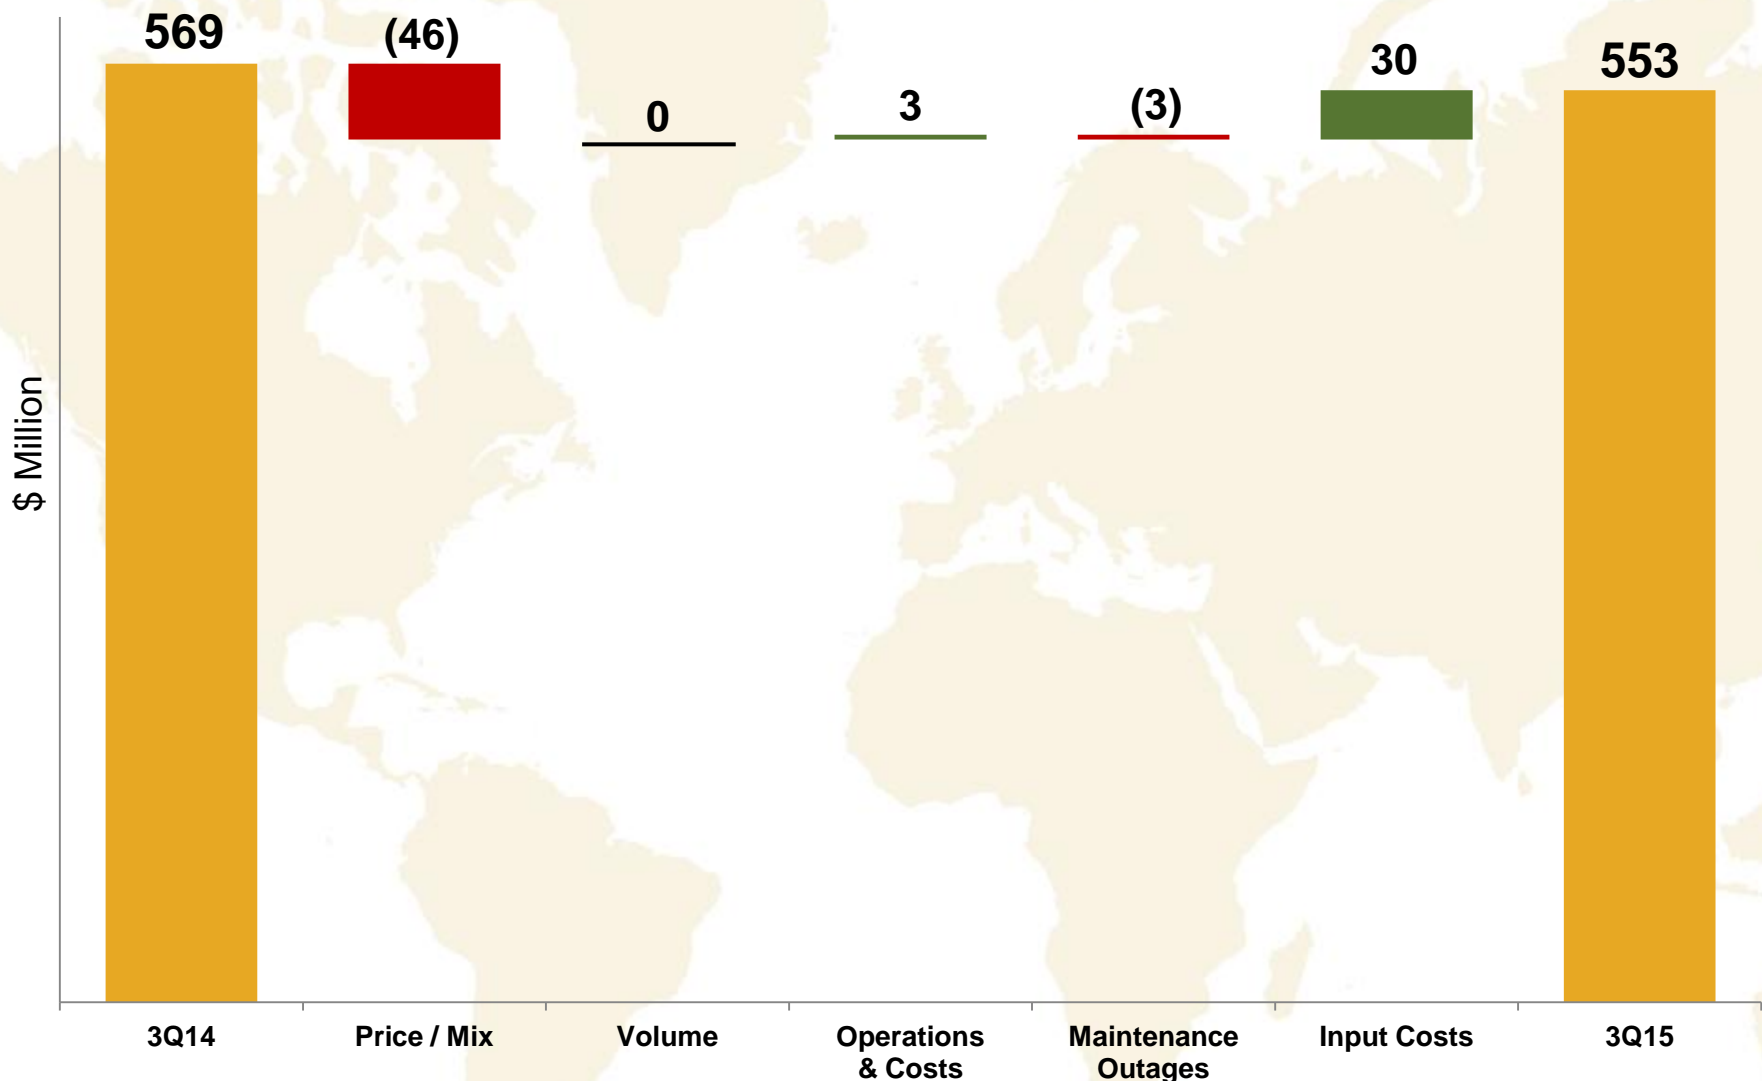 569
(46)
0
3
(3)
30
553
$ Million
3Q14
Price / Mix
Volume
Operations
& Costs
Maintenance
Outages
Input Costs
3Q15